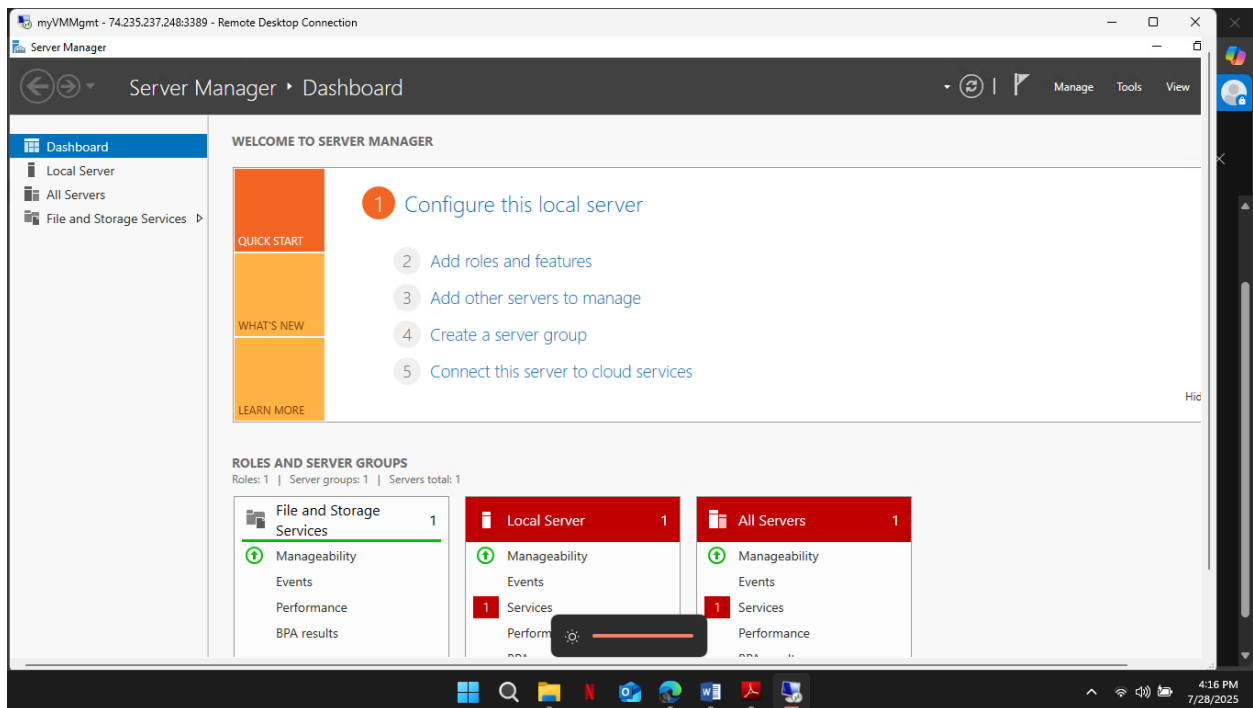 myVMMgmt - 74.235.237.248:3389 - Remote Desktop Connection
Server Manager
Server Manager • Dashboard
Manage Tools View
Dashboard
Local Server
All Servers
File and Storage Services
WELCOME TO SERVER MANAGER
QUICK START
WHAT'S NEW
LEARN MORE
1 Configure this local server
2 Add roles and features
3 Add other servers to manage
4 Create a server group
5 Connect this server to cloud services
Hid
ROLES AND SERVER GROUPS
Roles: 1 | Server groups: 1 | Servers total: 1
File and Storage
Services
1
Manageability
Events
Performance
BPA results
Local Server 1
Manageability
Events
1 Services
Perform
All Servers 1
Manageability
Events
1 Services
Performance
4:16 PM
7/28/2025